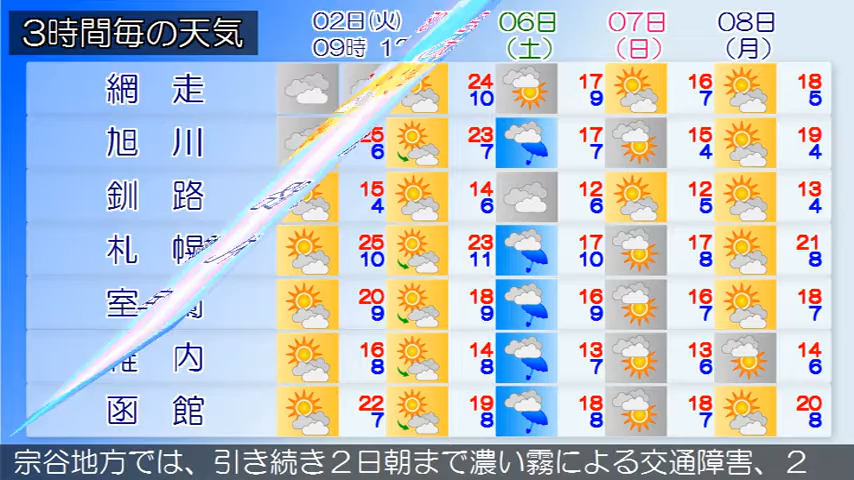 3時間毎の天気
02日(火) 06日 07日 08日
09時 (土) (日) (月)
網走 24 10 17 9 16 7 18 5
旭川 25 6 23 7 17 7 15 4 19 4
釧路 15 4 14 6 12 6 12 5 13 4
札幌 25 10 23 11 17 10 17 8 21 8
室 20 9 18 9 16 9 16 7 18 7
内 16 8 14 8 13 7 13 6 14 6
函館 22 7 19 8 18 8 18 7 20 8
宗谷地方では、引き続き２日朝まで濃い霧による交通障害、２